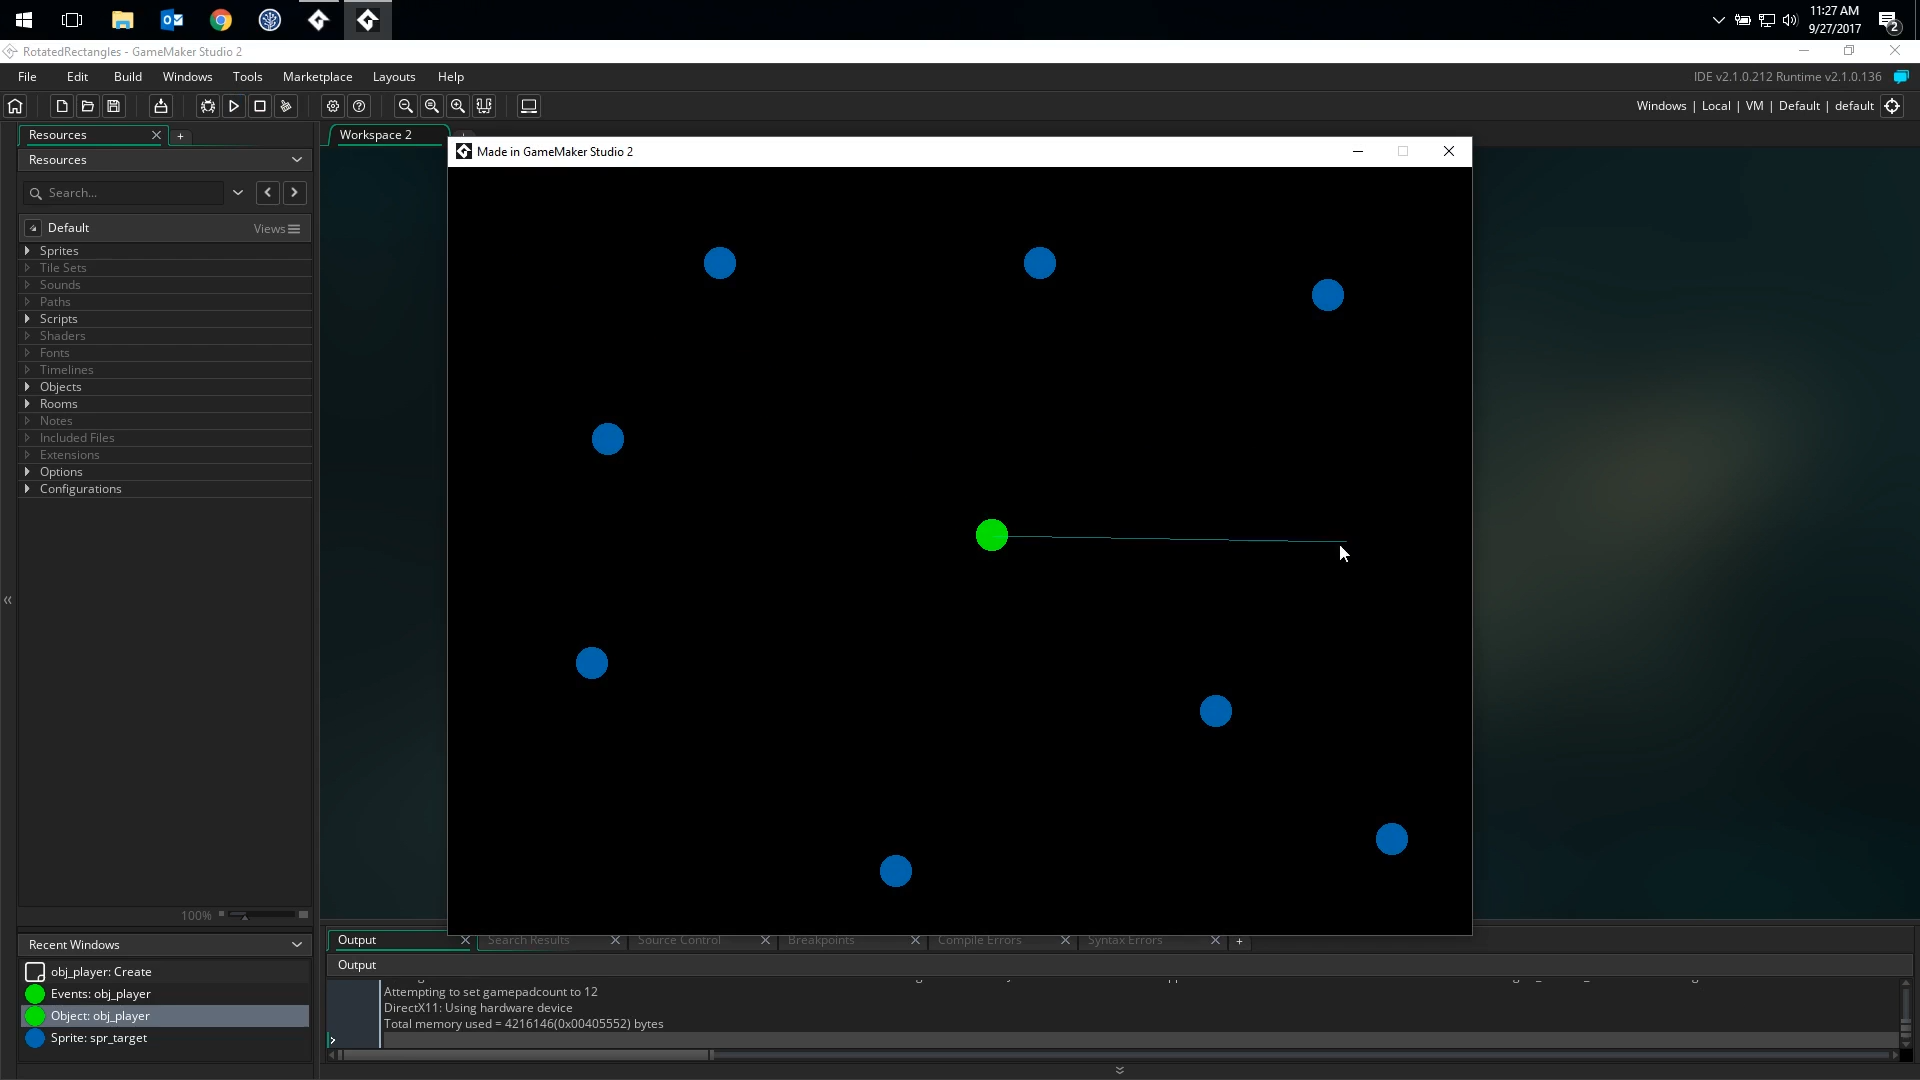 11:27 AM
9/27/2017
2
RotatedRectangles - GameMaker Studio 2
File Edit Build Windows Tools Marketplace Layouts Help
IDE v2.1.0.212 Runtime v2.1.0.136
Windows | Local | VM | Default | default
Resources
Workspace 2
Made in GameMaker Studio 2
Resources
Search...
Default
Views
Sprites
Tile Sets
Sounds
Paths
Scripts
Shaders
Fonts
Timelines
Objects
Rooms
Notes
Included Files
Extensions
Options
Configurations
100%
Recent Windows
obj_player: Create
Events: obj_player
Object: obj_player
Sprite: spr_target
Output Search Results Source Control Breakpoints Compile Errors Syntax Errors
Output
Attempting to set gamepadcount to 12
DirectX11: Using hardware device
Total memory used = 4216146(0x00405552) bytes